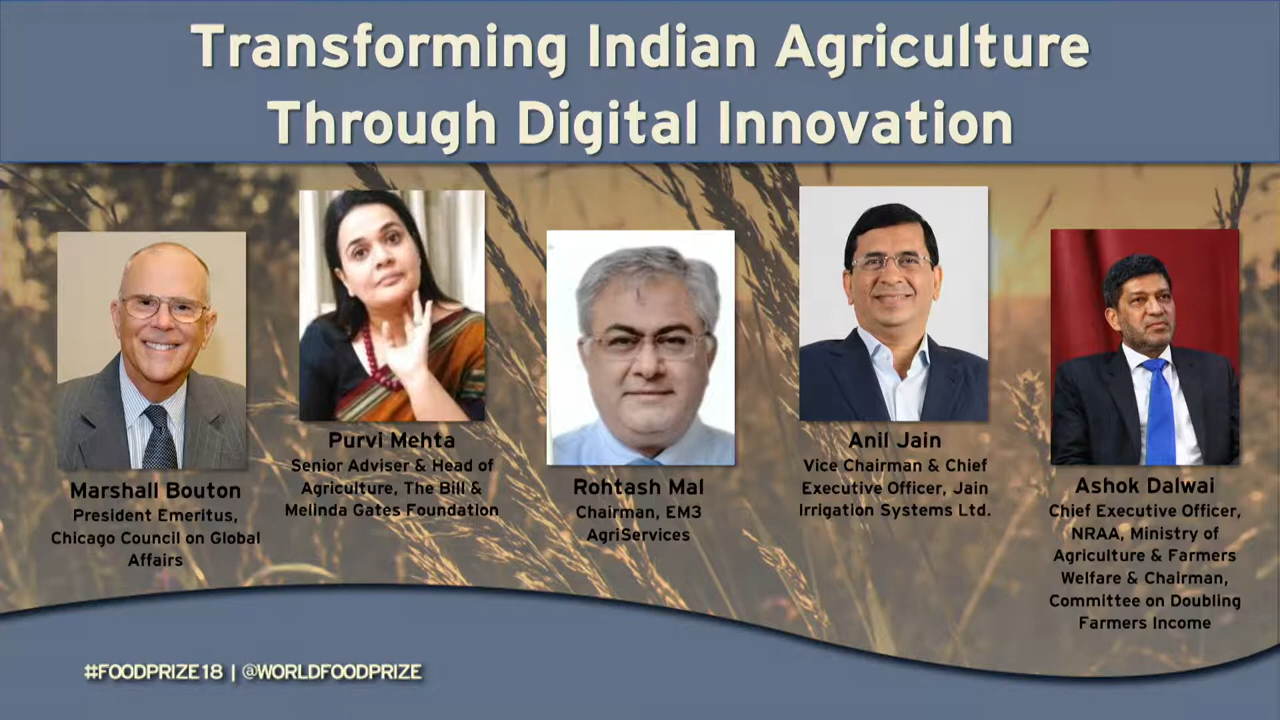 Transforming Indian Agriculture
Through Digital Innovation
Marshall Bouton
President Emeritus,
Chicago Council on Global
Affairs
Purvi Mehta
Senior Adviser & Head of
Agriculture, The Bill &
Melinda Gates Foundation
Rohtash Mal
Chairman, EM3
AgriServices
Anil Jain
Vice Chairman & Chief
Executive Officer, Jain
Irrigation Systems Ltd.
Ashok Dalwai
Chief Executive Officer,
NRAA, Ministry of
Agriculture & Farmers
Welfare & Chairman,
Committee on Doubling
Farmers Income
#FOODPRIZE18 | @WORLDFOODPRIZE